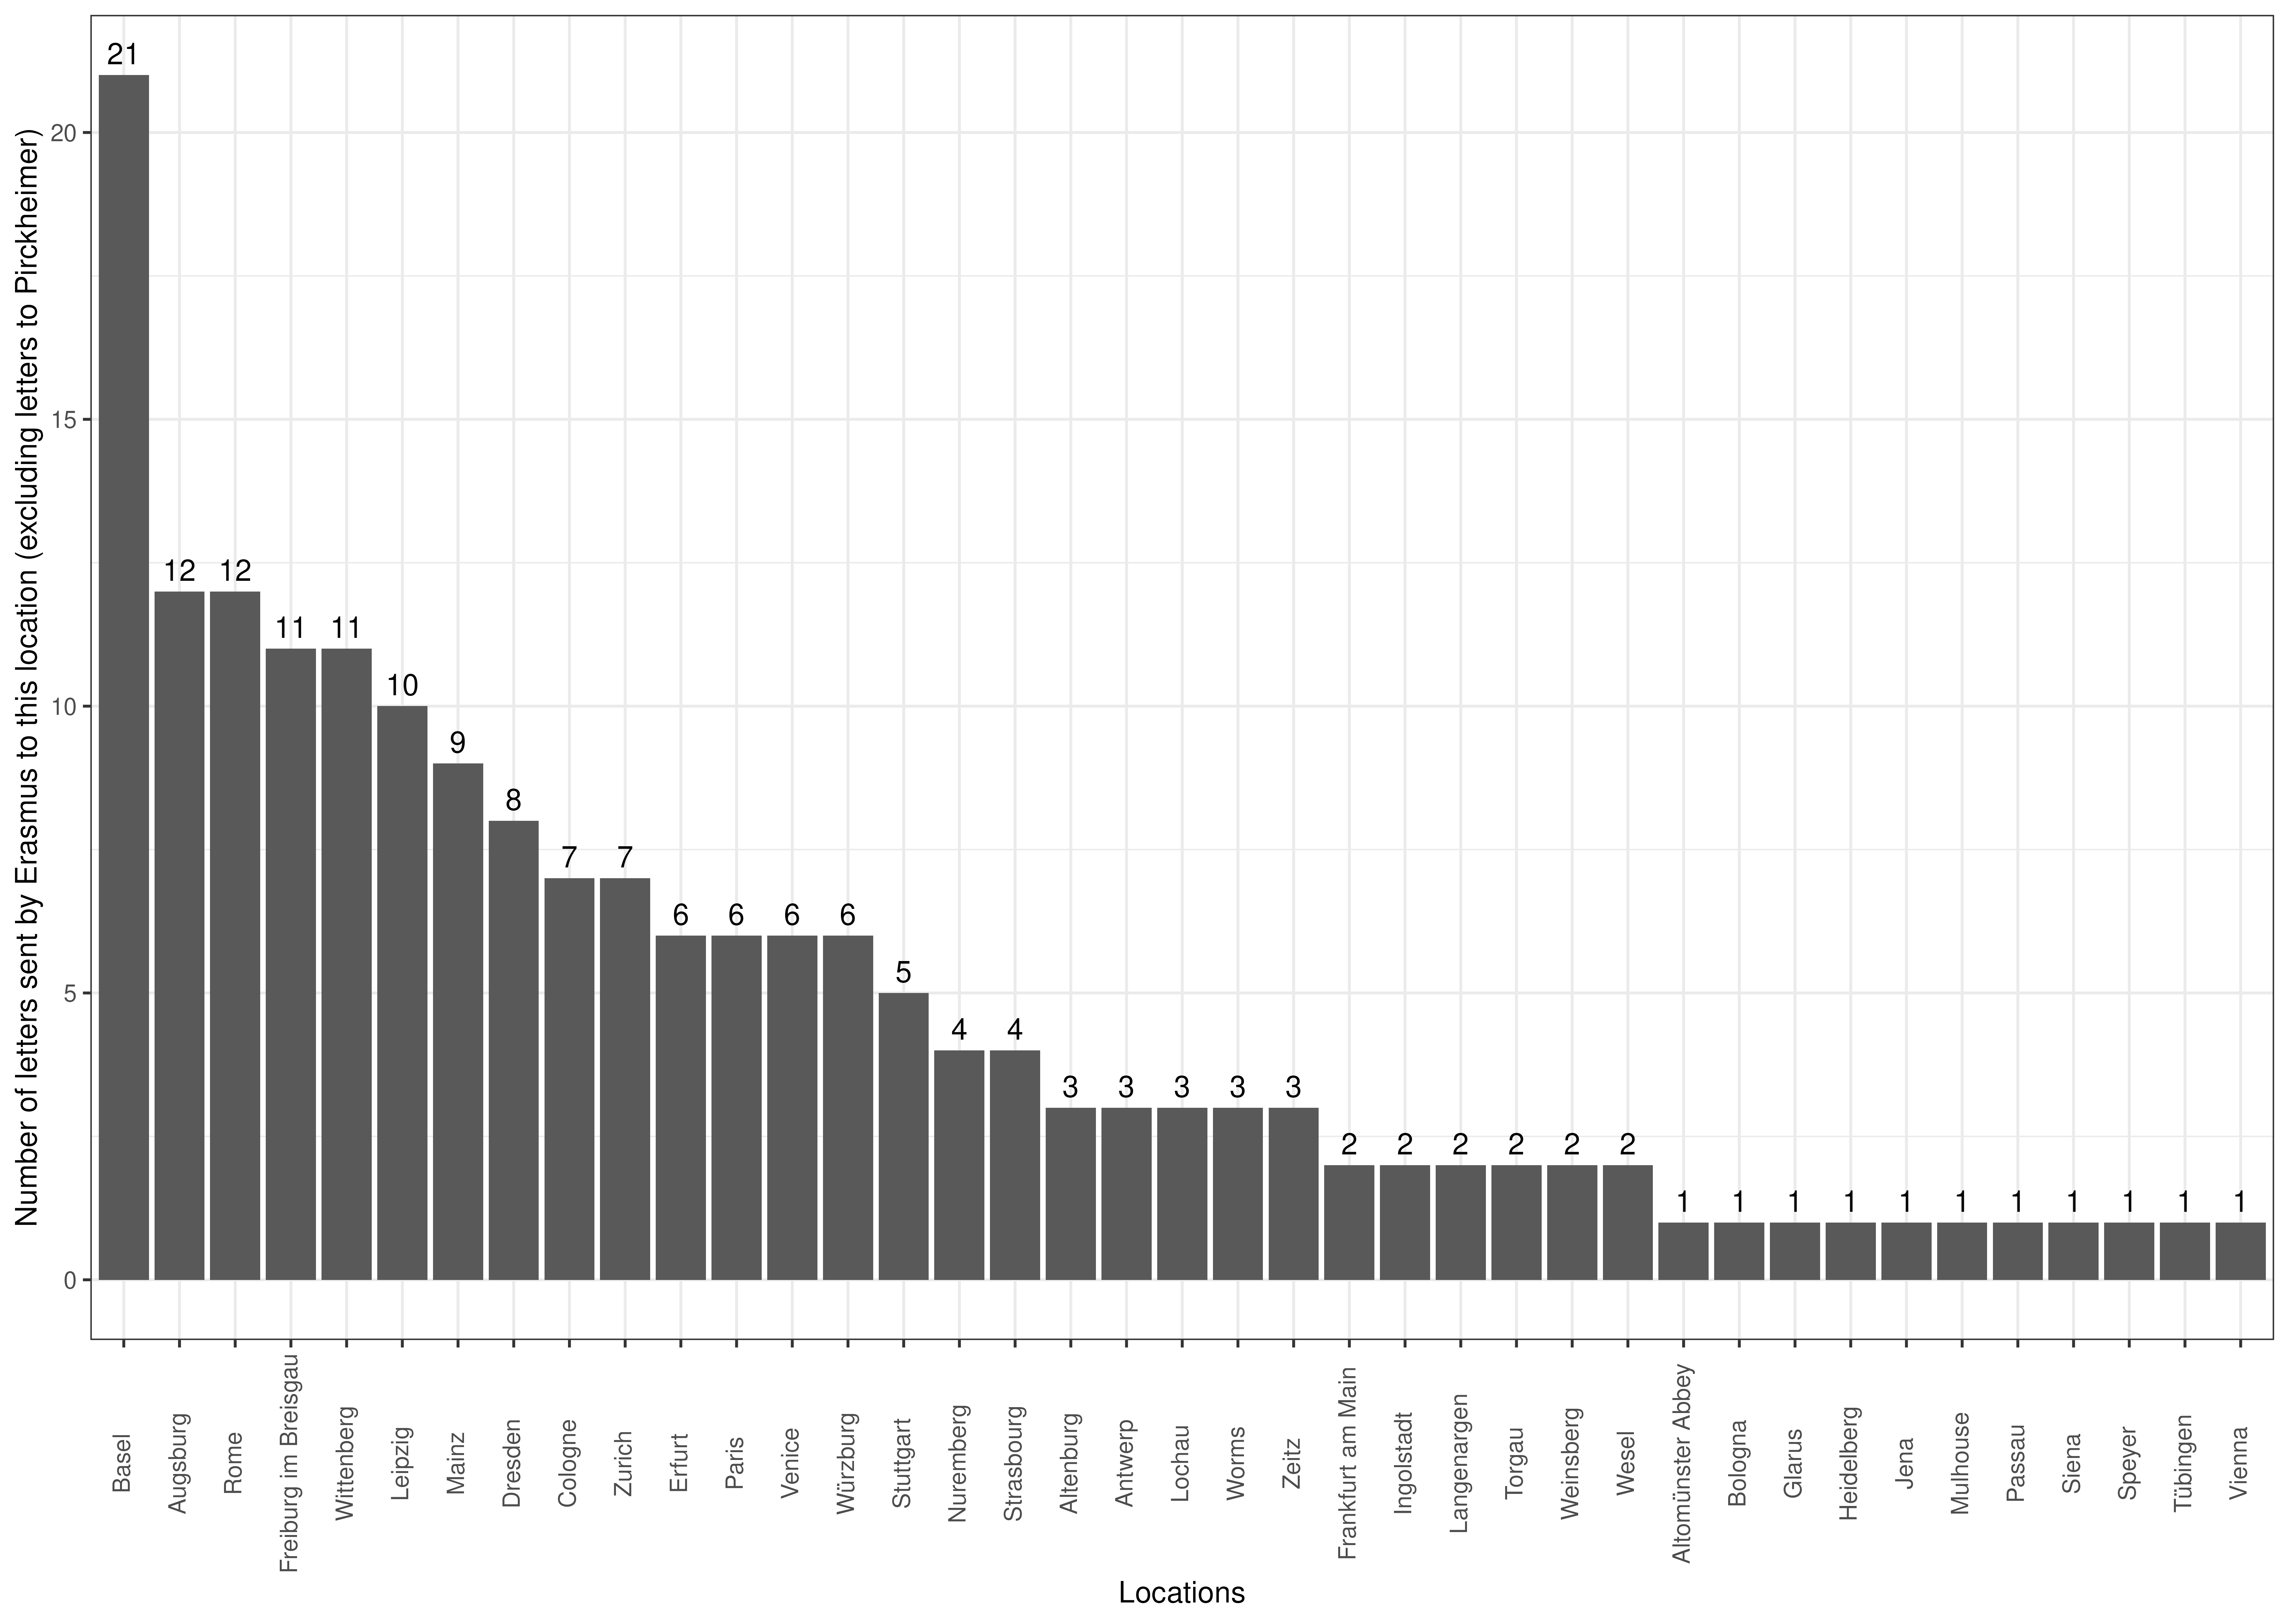 Number of letters sent by Erasmus to this location (excluding letters to Pirckheimer)
20
15
10
5
0
21
12
12
11
11
10
9
8
7
7
6
6
6
6
5
4
4
3
3
3
3
3
2
2
2
2
2
2
1
1
1
1
1
1
1
1
1
1
1
Basel
Augsburg
Rome
Freiburg im Breisgau
Wittenberg
Leipzig
Mainz
Dresden
Cologne
Zurich
Erfurt
Paris
Venice
Würzburg
Stuttgart
Nuremberg
Strasbourg
Altenburg
Antwerp
Lochau
Worms
Zeitz
Frankfurt am Main
Ingolstadt
Langenargen
Torgau
Weinsberg
Wesel
Altomünster Abbey
Bologna
Glarus
Heidelberg
Jena
Mulhouse
Passau
Siena
Speyer
Tübingen
Vienna
Locations